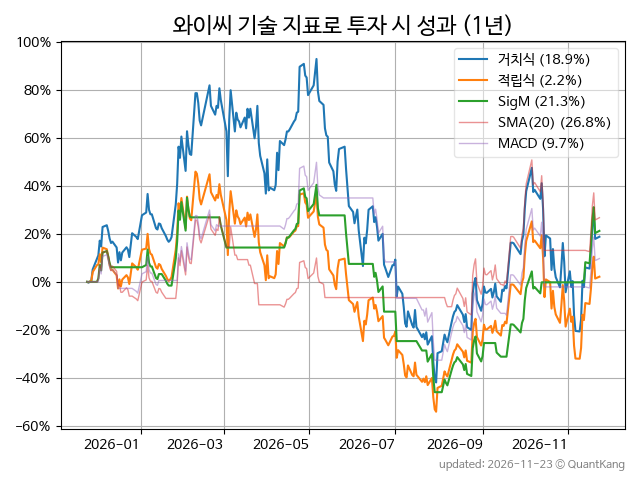 와이씨 기술 지표로 투자 시 성과 (1년)
100%
80%
60%
40%
20%
0%
−20%
−40%
−60%
거치식 (18.9%)
적립식 (2.2%)
SigM (21.3%)
SMA(20) (26.8%)
MACD (9.7%)
2026-01
2026-03
2026-05
2026-07
2026-09
2026-11
updated: 2026-11-23 © QuantKang